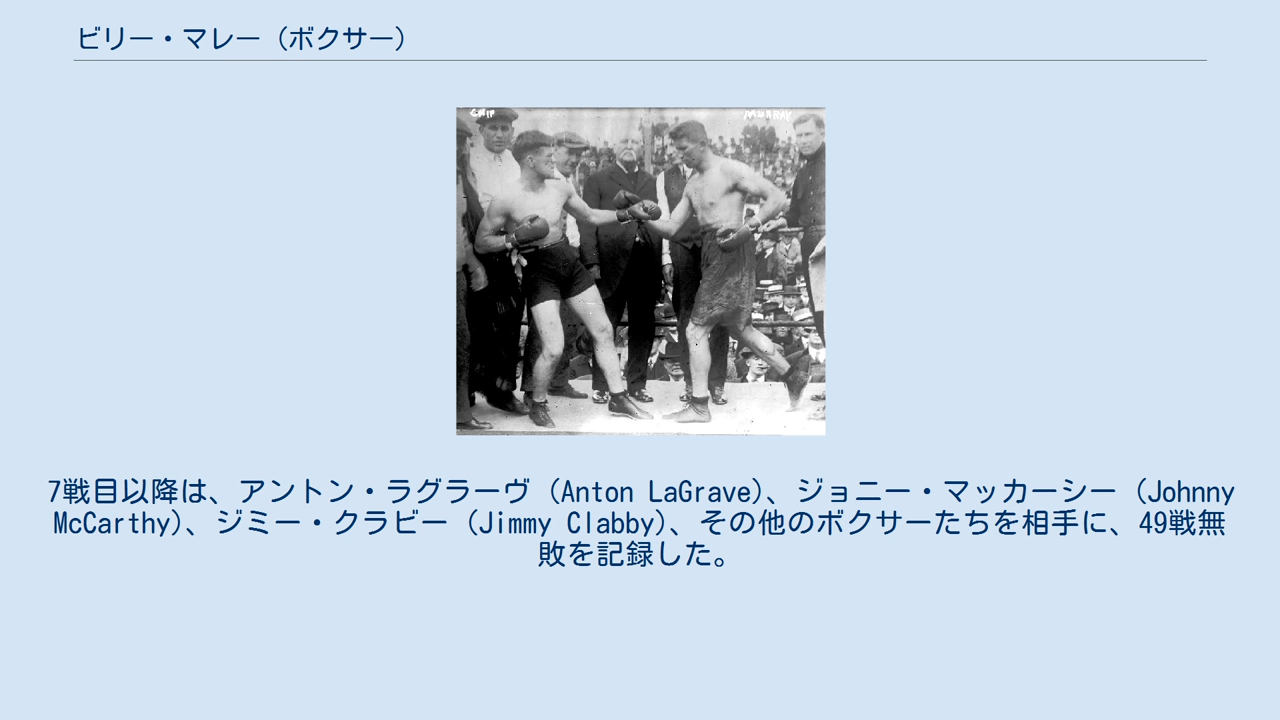 ビリー・マレー（ボクサー）
CHIP
MURRAY
7戦目以降は、アントン・ラグラーヴ（Anton LaGrave）、ジョニー・マッカーシー（Johnny
McCarthy）、ジミー・クラビー（Jimmy Clabby）、その他のボクサーたちを相手に、49戦無
敗を記録した。